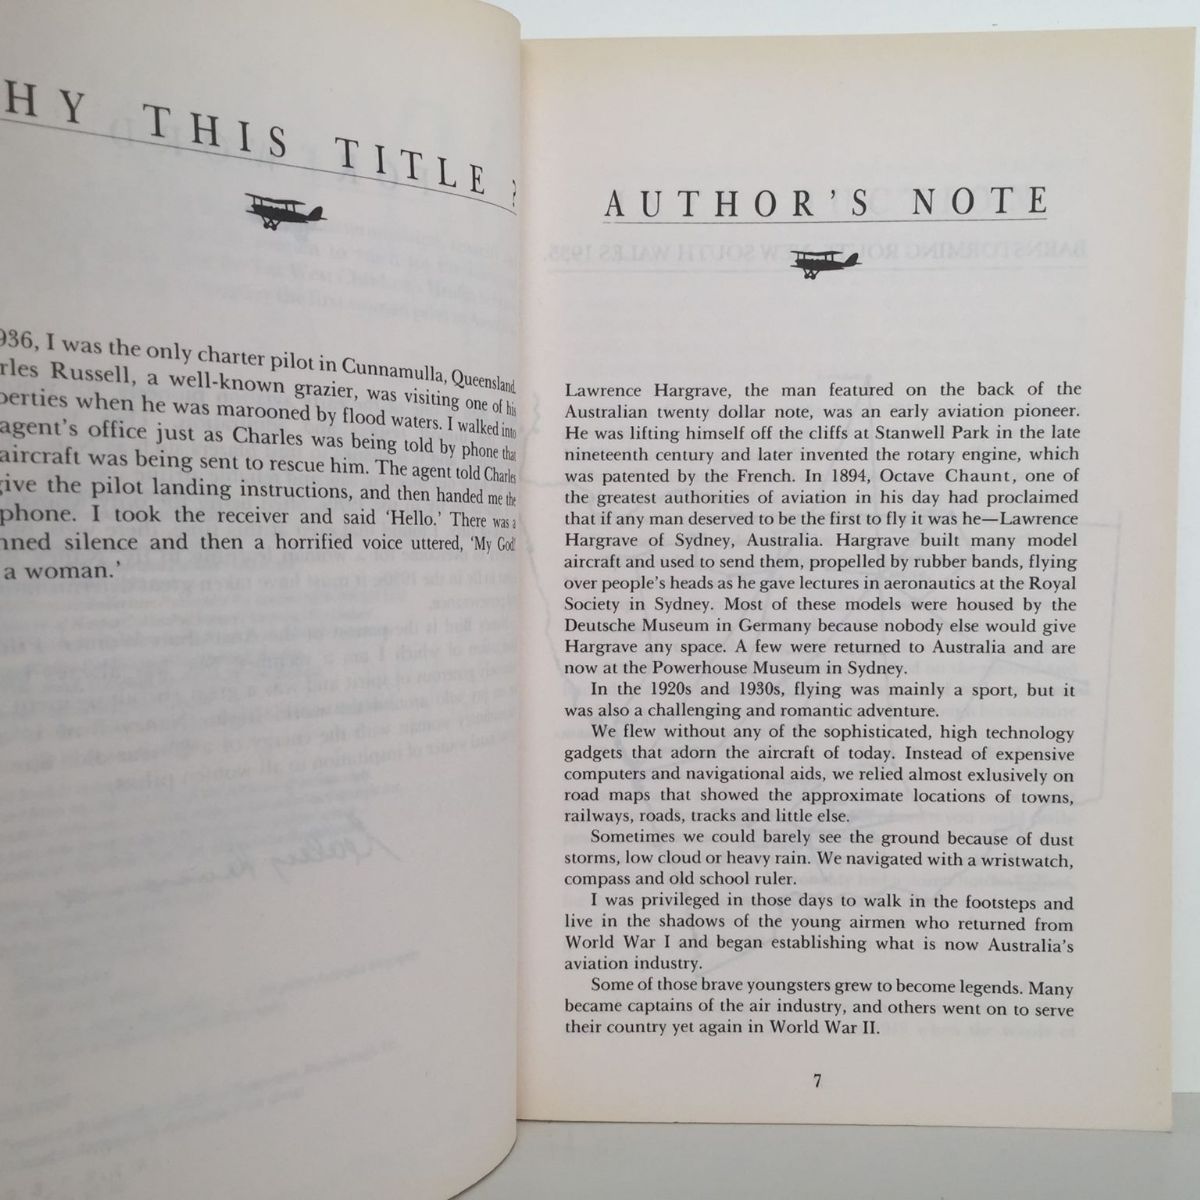 HY THIS TITLE ?
936, I was the only charter pilot in Cunnamulla, Queensland.
rles Russell, a well-known grazier, was visiting one of his
perties when he was marooned by flood waters. I walked into
agent's office just as Charles was being told by phone that
aircraft was being sent to rescue him. The agent told Charles
give the pilot landing instructions, and then handed me the
phone. I took the receiver and said 'Hello.' There was a
nned silence and then a horrified voice uttered, 'My God!
a woman.'
AUTHOR'S NOTE
Lawrence Hargrave, the man featured on the back of the
Australian twenty dollar note, was an early aviation pioneer.
He was lifting himself off the cliffs at Stanwell Park in the late
nineteenth century and later invented the rotary engine, which
was patented by the French. In 1894, Octave Chaunt, one of
the greatest authorities of aviation in his day had proclaimed
that if any man deserved to be the first to fly it was he—Lawrence
Hargrave of Sydney, Australia. Hargrave built many model
aircraft and used to send them, propelled by rubber bands, flying
over people's heads as he gave lectures in aeronautics at the Royal
Society in Sydney. Most of these models were housed by the
Deutsche Museum in Germany because nobody else would give
Hargrave any space. A few were returned to Australia and are
now at the Powerhouse Museum in Sydney.
In the 1920s and 1930s, flying was mainly a sport, but it
was also a challenging and romantic adventure.
We flew without any of the sophisticated, high technology
gadgets that adorn the aircraft of today. Instead of expensive
computers and navigational aids, we relied almost exlusively on
road maps that showed the approximate locations of towns,
railways, roads, tracks and little else.
Sometimes we could barely see the ground because of dust
storms, low cloud or heavy rain. We navigated with a wristwatch,
compass and old school ruler.
I was privileged in those days to walk in the footsteps and
live in the shadows of the young airmen who returned from
World War I and began establishing what is now Australia's
aviation industry.
Some of those brave youngsters grew to become legends. Many
became captains of the air industry, and others went on to serve
their country yet again in World War II.
7